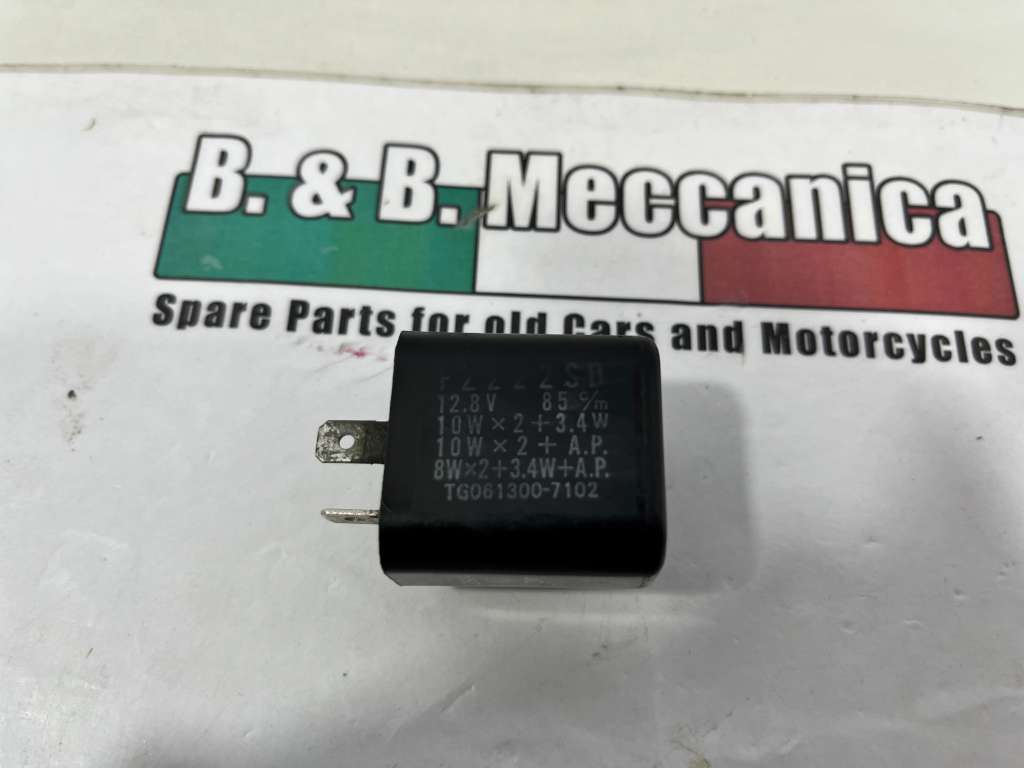 B. & B. Meccanica
Spare Parts for old Cars and Motorcycles
12.8V 85 c/m
10W×2+3.4W
10W×2+A.P.
8W×2+3.4W+A.P.
TG061300-7102